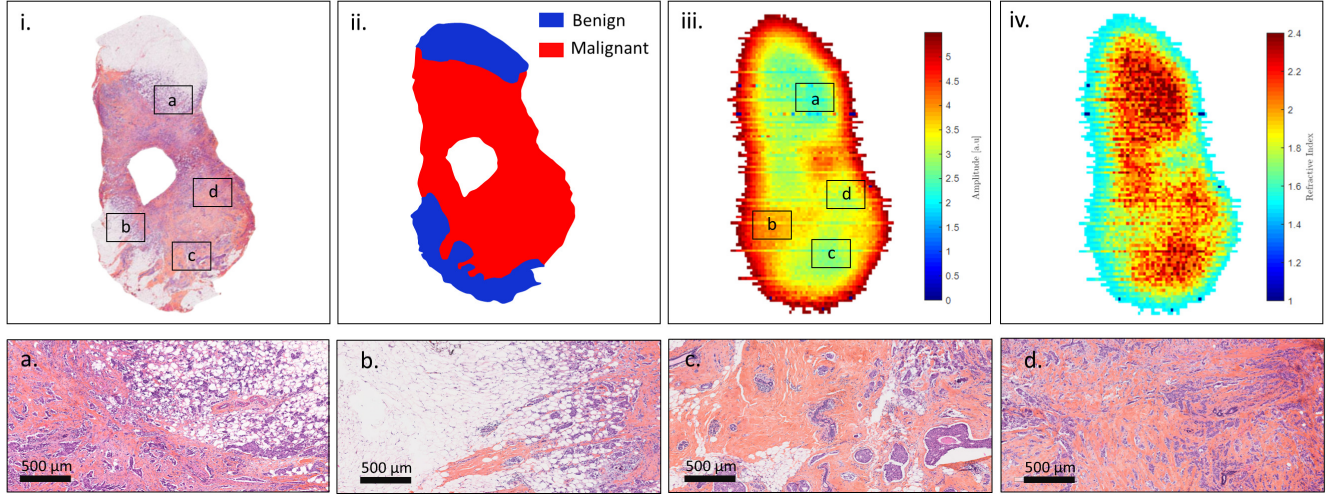 i.
a
d
b
c
ii.
Benign
Malignant
iii.
a
d
b
c
5
4.5
4
3.5
3
2.5
2
1.5
1
0.5
0
Amplitude [a.u]
iv.
2.4
2.2
2
1.8
1.6
1.4
1.2
1
Refractive Index
a.
500 µm
b.
500 µm
c.
500 µm
d.
500 µm